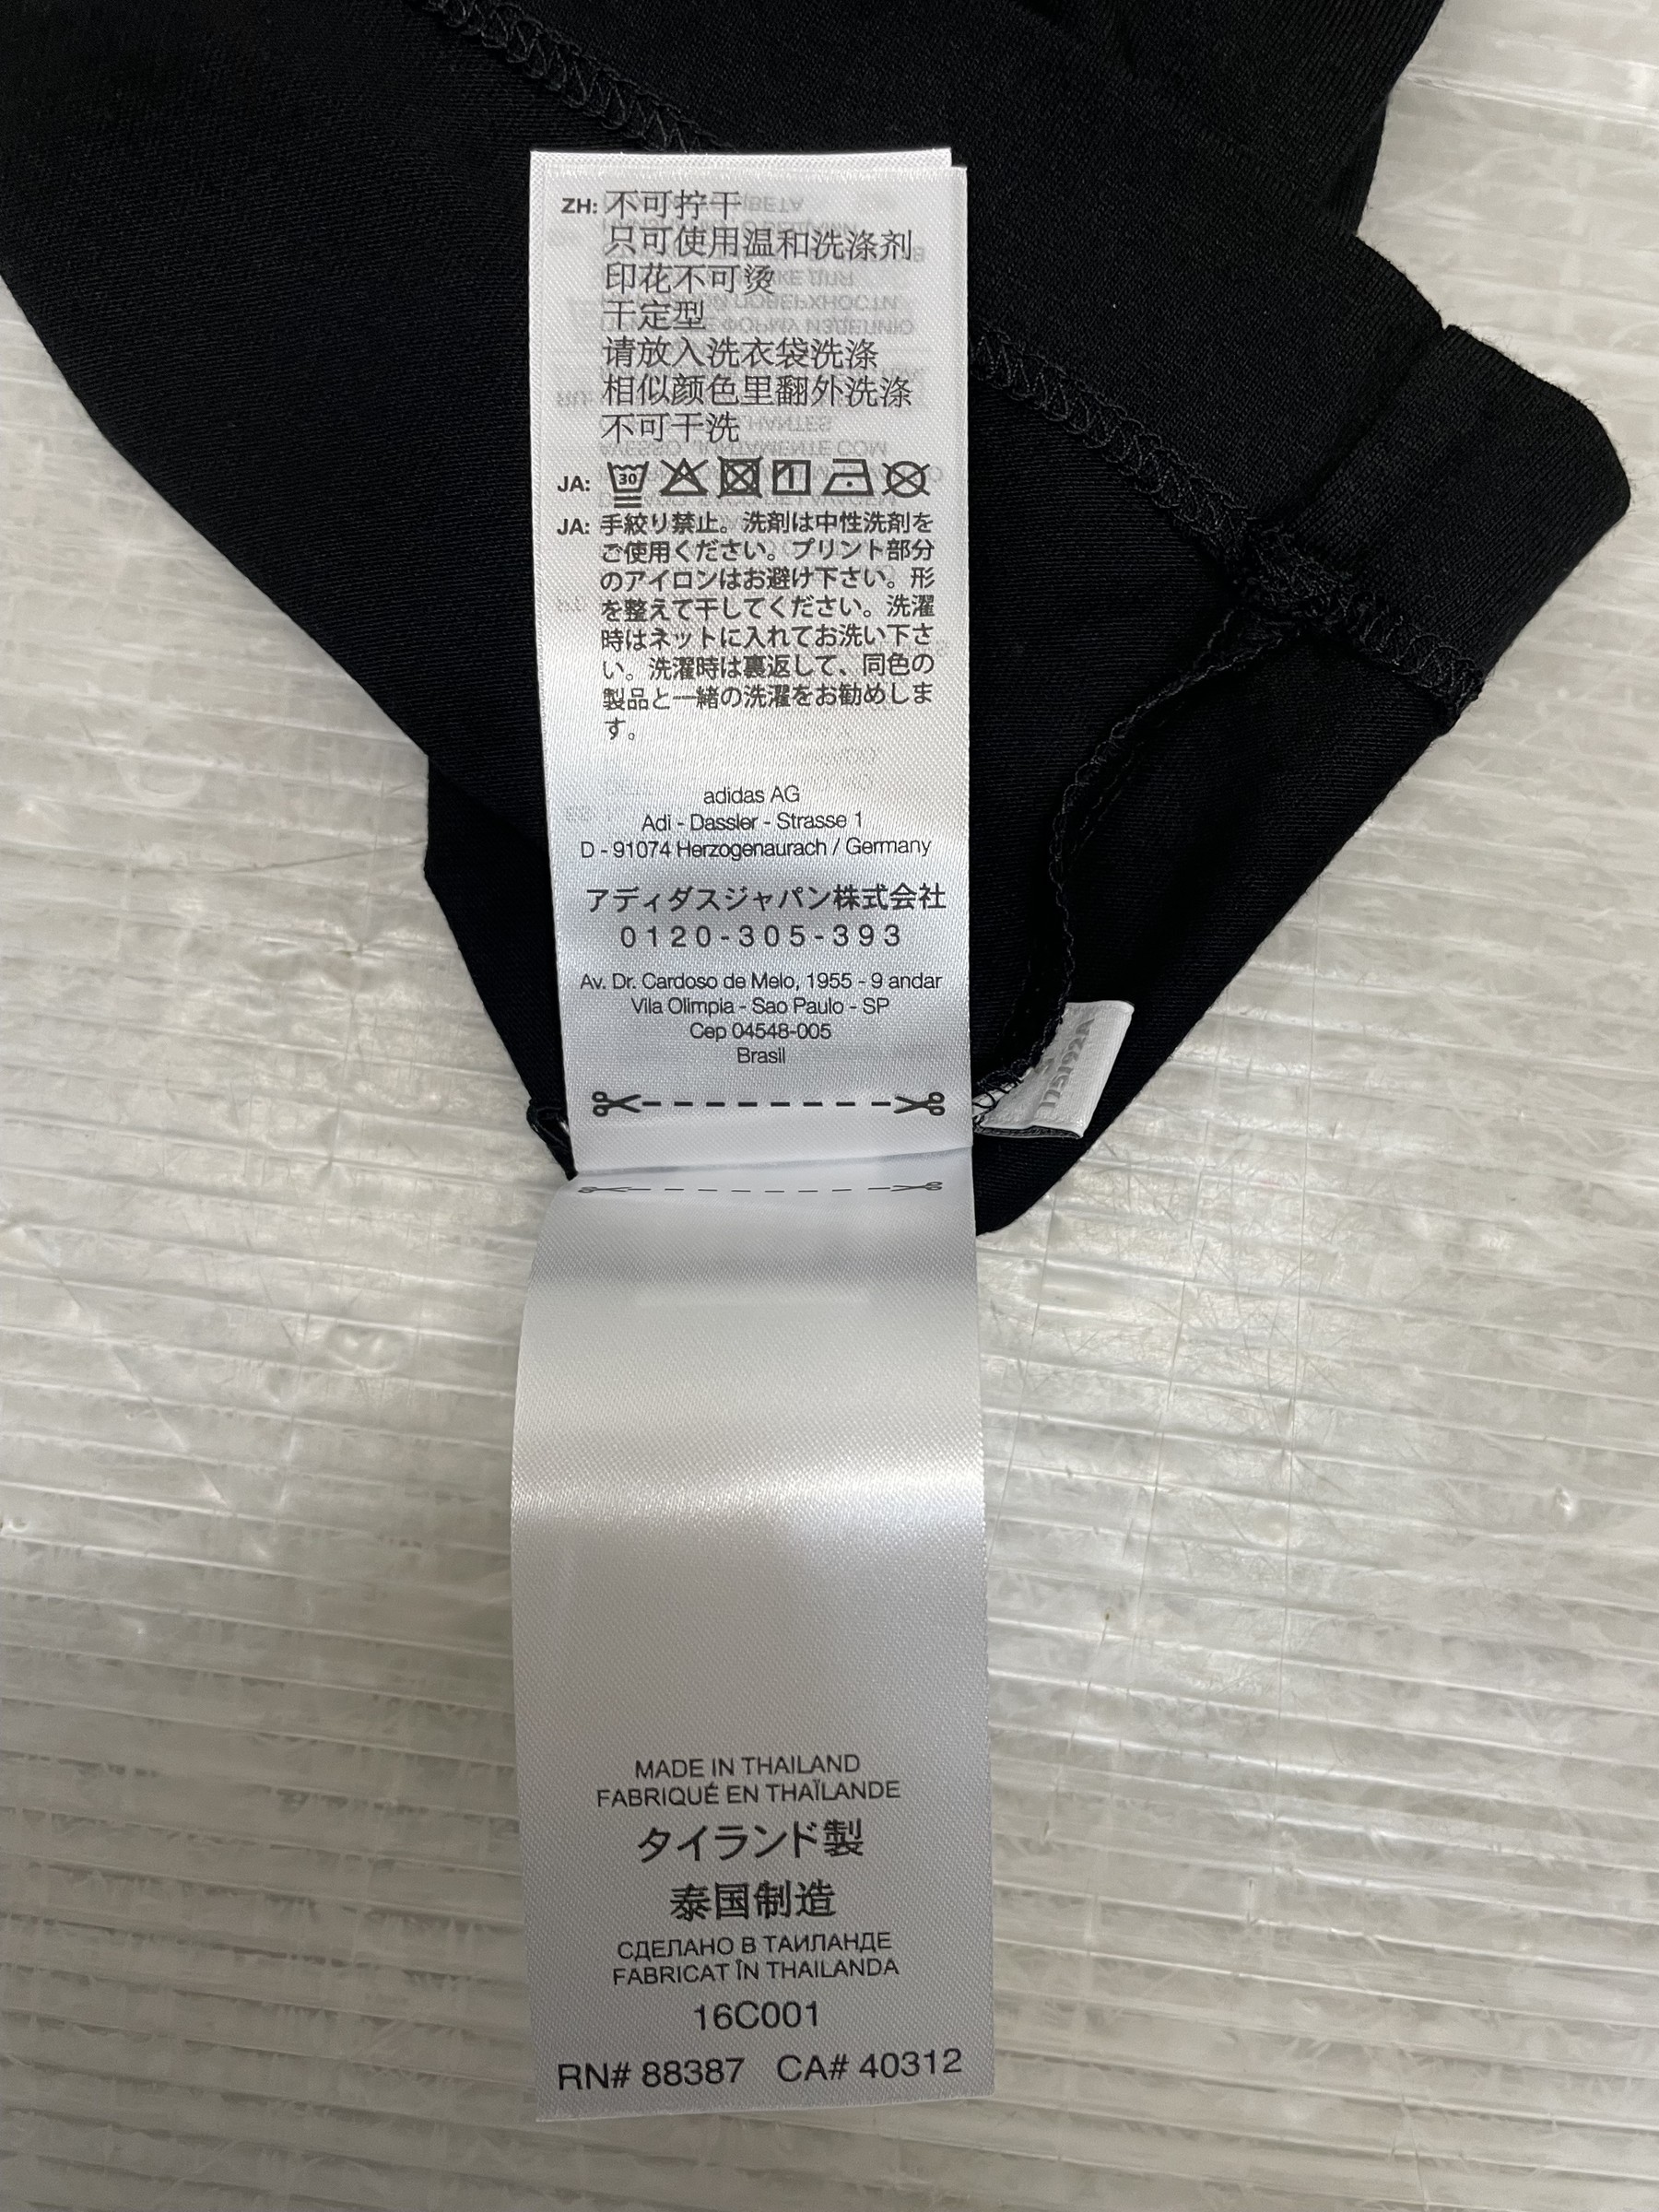 ZH: 不可拧干
只可使用温和洗涤剂
印花不可烫
干定型
请放入洗衣袋洗涤
相似颜色里翻外洗涤
不可干洗
JA: 30
JA: 手絞り禁止。洗剤は中性洗剤を
ご使用ください。プリント部分
のアイロンはお避け下さい。形
を整えて干してください。洗濯
時はネットに入れてお洗い下さ
い。洗濯時は裏返して、同色の
製品と一緒の洗濯をお勧めしま
す。
adidas AG
Adi - Dassler - Strasse 1
D - 91074 Herzogenaurach / Germany
アディダスジャパン株式会社
0120-305-393
Av. Dr. Cardoso de Melo, 1955 - 9 andar
Vila Olimpia - Sao Paulo - SP
Cep 04548-005
Brasil
MADE IN THAILAND
FABRIQUÉ EN THAÏLANDE
タイランド製
泰国制造
СДЕЛАНО В ТАИЛАНДЕ
FABRICAT ÎN THAILANDA
16C001
RN# 88387 CA# 40312